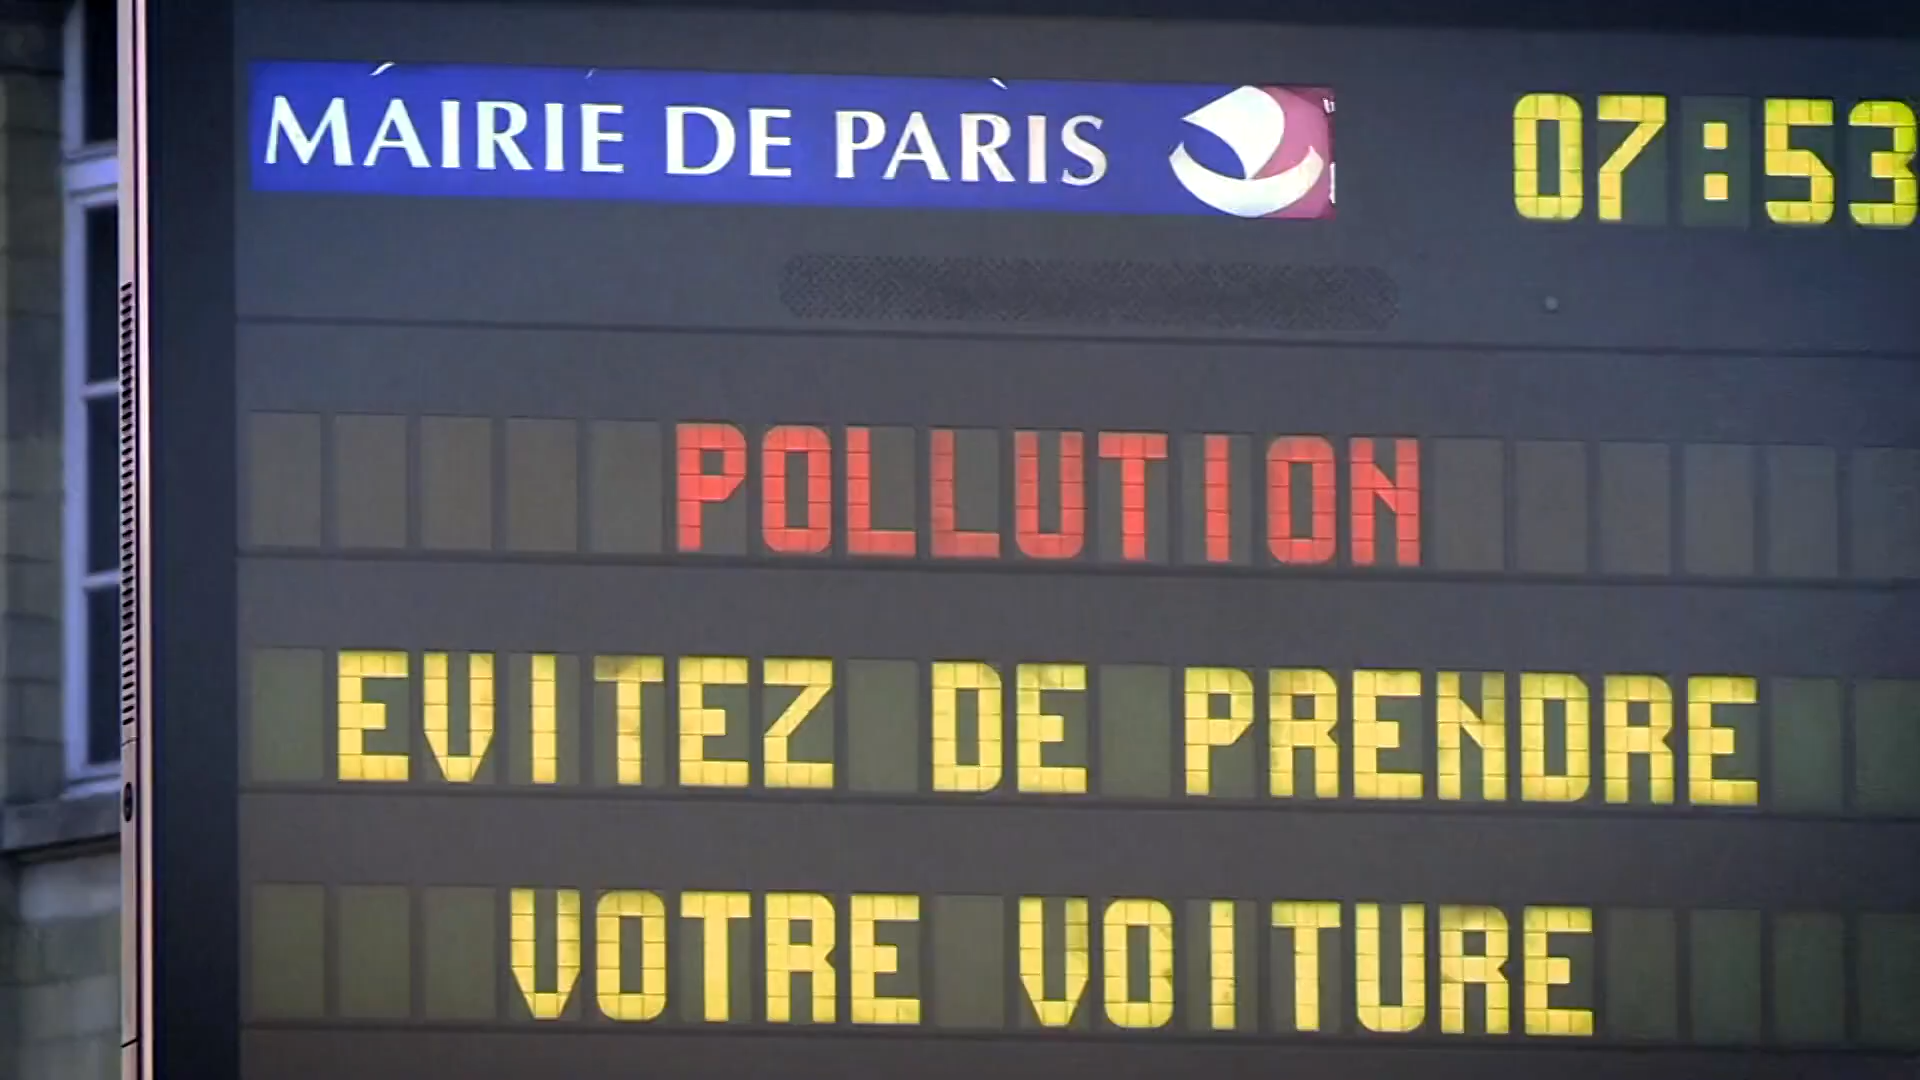 MAIRIE DE PARIS
07:53
POLLUTION
EVITEZ DE PRENDRE
VOTRE VOITURE